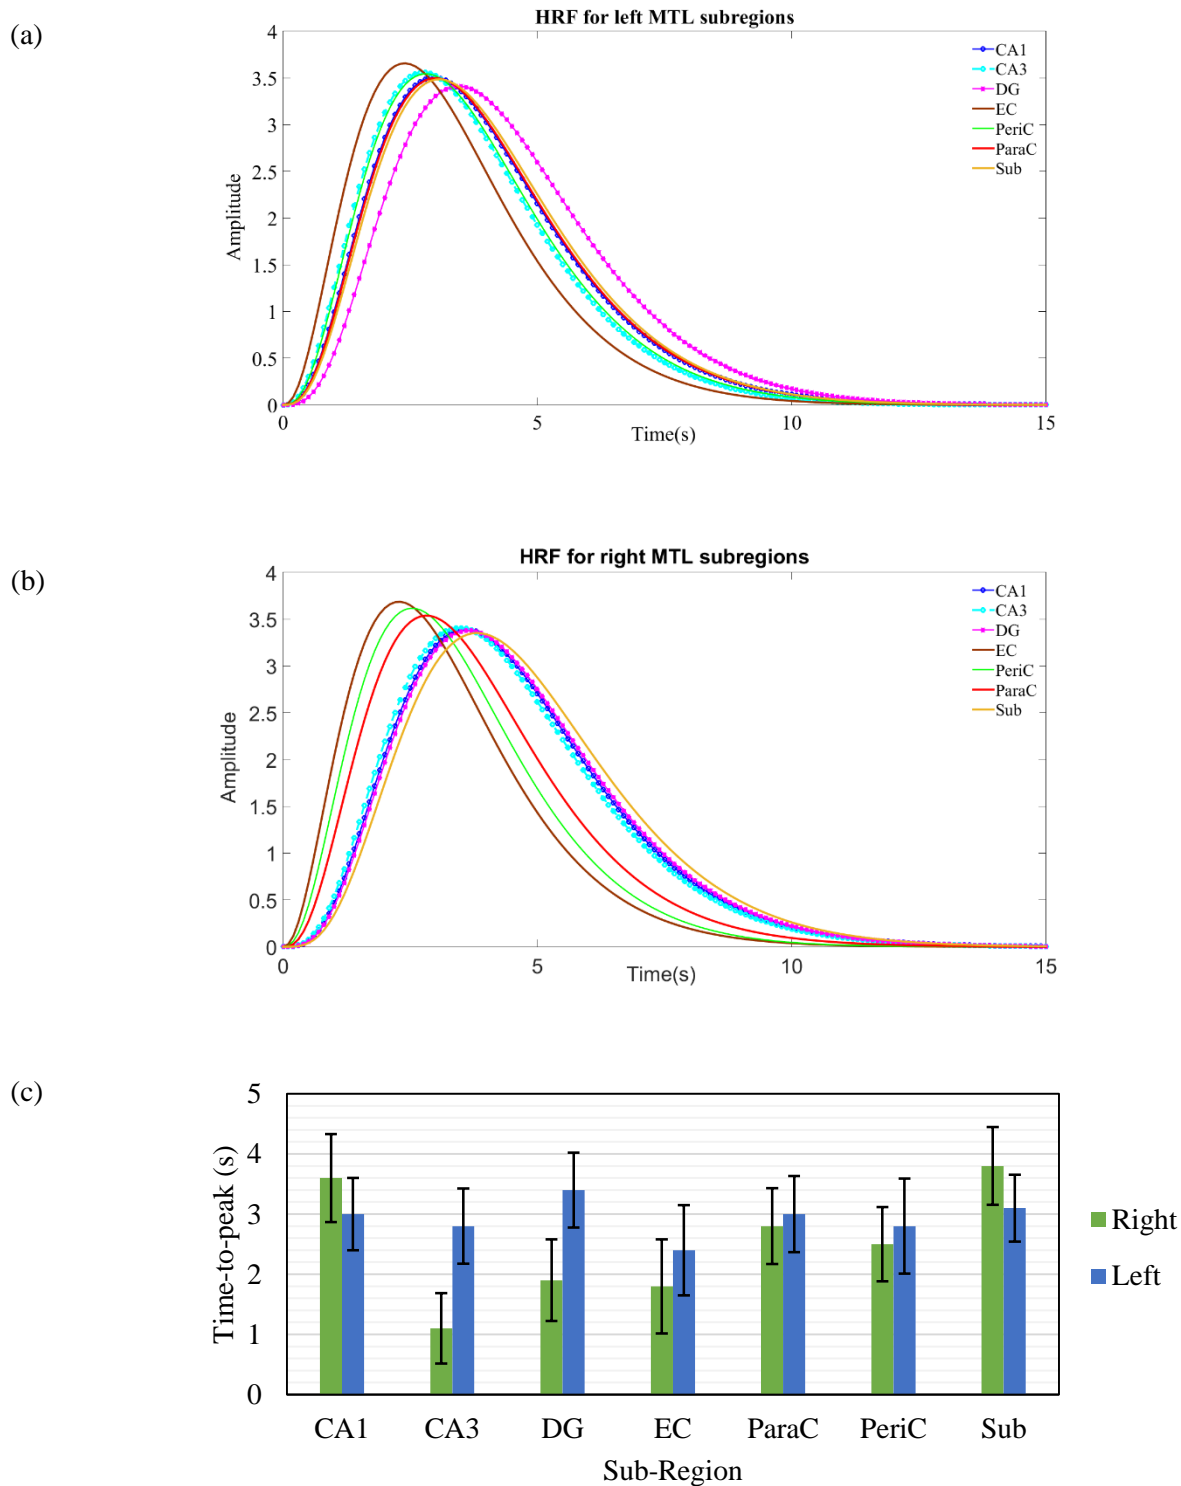 (a)
HRF for left MTL subregions
4
3.5
3
2.5
2
1.5
1
0.5
0
Amplitude
CA1
CA3
DG
EC
PeriC
ParaC
Sub
0 5 10 15
Time(s)
(b)
HRF for right MTL subregions
4
3.5
3
2.5
2
1.5
1
0.5
0
Amplitude
CA1
CA3
DG
EC
PeriC
ParaC
Sub
0 5 10 15
Time(s)
(c)
5
4
3
2
1
0
Time-to-peak (s)
Right
Left
CA1 CA3 DG EC ParaC PeriC Sub
Sub-Region